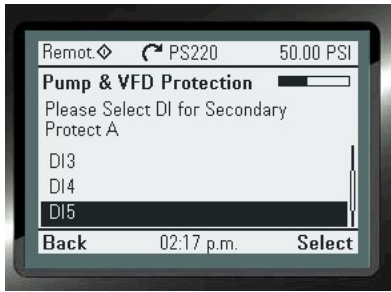 Remot. PS220 50.00 PSI
Pump & VFD Protection
Please Select DI for Secondary
Protect A
DI3
DI4
DI5
Back 02:17 p.m. Select